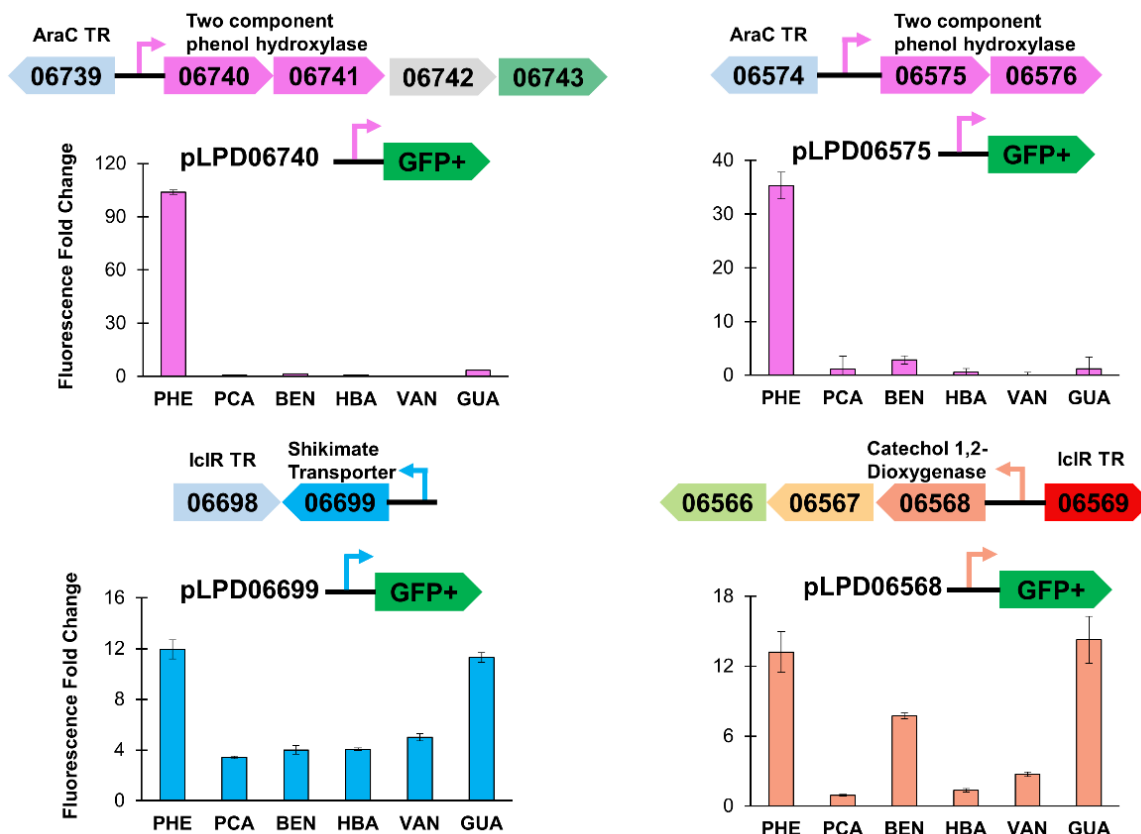 AraC TR
Two component
phenol hydroxylase
06739
06740
06741
06742
06743
pLPD06740
GFP+
Fluorescence Fold Change
120
90
60
30
0
PHE PCA BEN HBA VAN GUA
AraC TR
Two component
phenol hydroxylase
06574
06575
06576
pLPD06575
GFP+
40
30
20
10
0
PHE PCA BEN HBA VAN GUA
IclR TR
Shikimate
Transporter
06698
06699
pLPD06699
GFP+
Fluorescence Fold Change
16
12
8
4
0
PHE PCA BEN HBA VAN GUA
Catechol 1,2-
Dioxygenase
IclR TR
06566
06567
06568
06569
pLPD06568
GFP+
18
12
6
0
PHE PCA BEN HBA VAN GUA